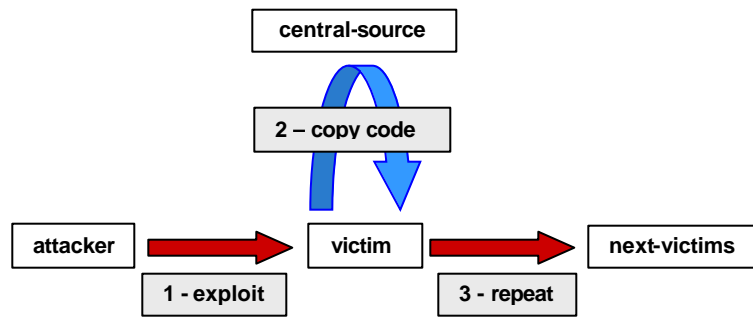 central-source
2 – copy code
attacker
victim
next-victims
1 - exploit
3 - repeat